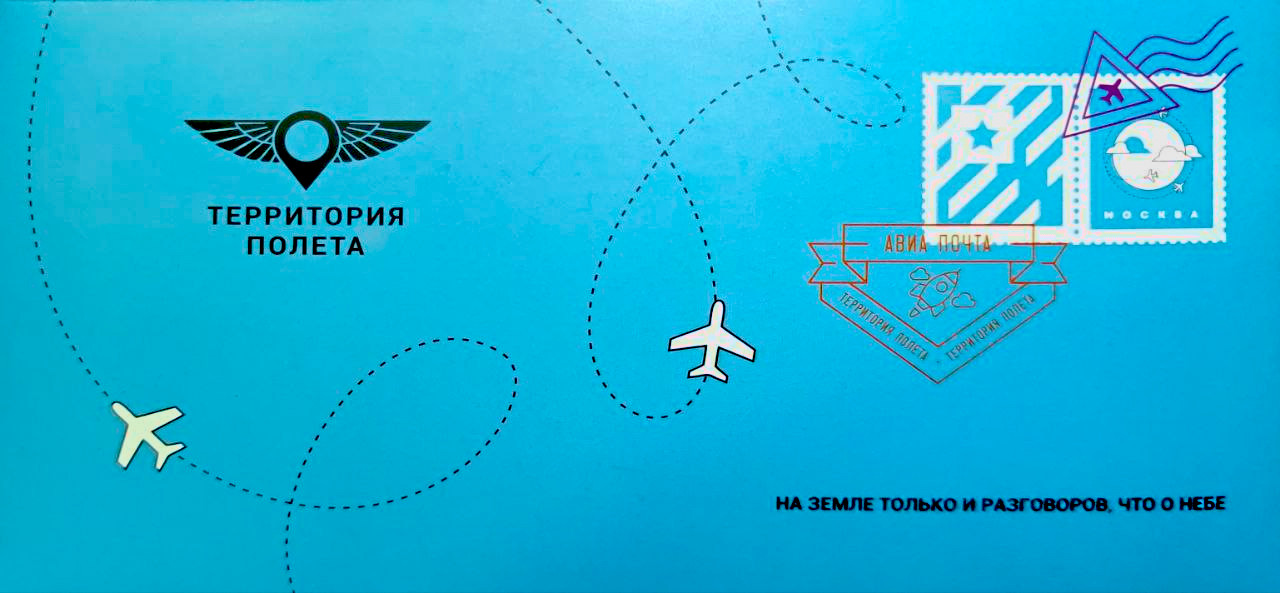 ТЕРРИТОРИЯ
ПОЛЕТА
МОСКВА
АВИА ПОЧТА
ТЕРРИТОРИЯ ПОЛЕТА · ТЕРРИТОРИЯ ПОЛЕТА
НА ЗЕМЛЕ ТОЛЬКО И РАЗГОВОРОВ, ЧТО О НЕБЕ